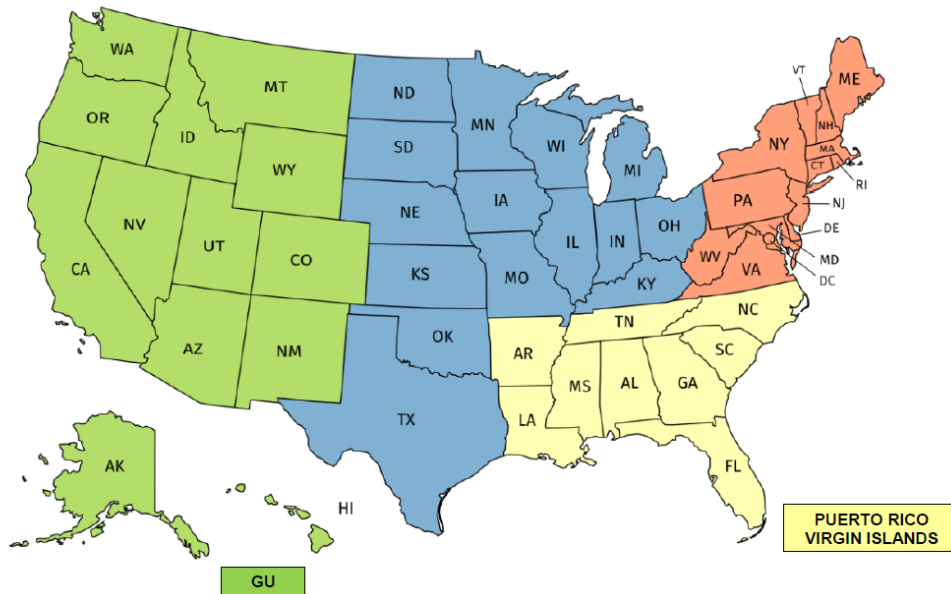 WA
MT
ND
MN
VT
ME
OR
ID
SD
WI
MI
NY
NH
MA
CT
RI
WY
IA
PA
NJ
NV
NE
OH
DE
UT
CO
IL
IN
WV
MD
CA
KS
MO
KY
VA
DC
AZ
NM
OK
AR
TN
NC
SC
MS
AL
GA
TX
LA
FL
AK
HI
PUERTO RICO
VIRGIN ISLANDS
GU